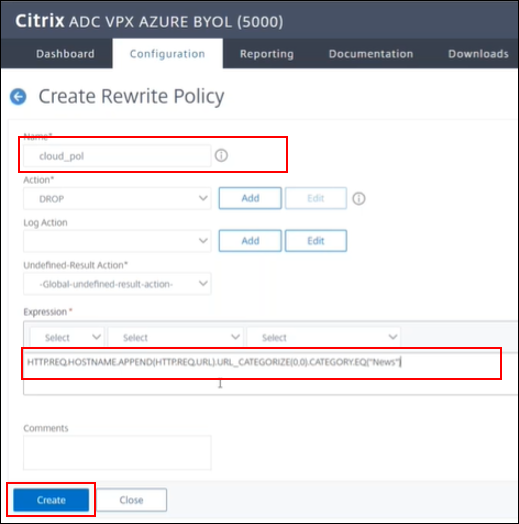 Citrix ADC VPX AZURE BYOL (5000)
Dashboard Configuration Reporting Documentation Downloads
Create Rewrite Policy
Name*
cloud_pol
Action*
DROP Add Edit
Log Action
Add Edit
Undefined-Result Action*
-Global-undefined-result-action-
Expression *
Select Select Select
HTTP.REQ.HOSTNAME.APPEND(HTTP.REQ.URL).URL_CATEGORIZE(0,0).CATEGORY.EQ("News")
Comments
Create Close